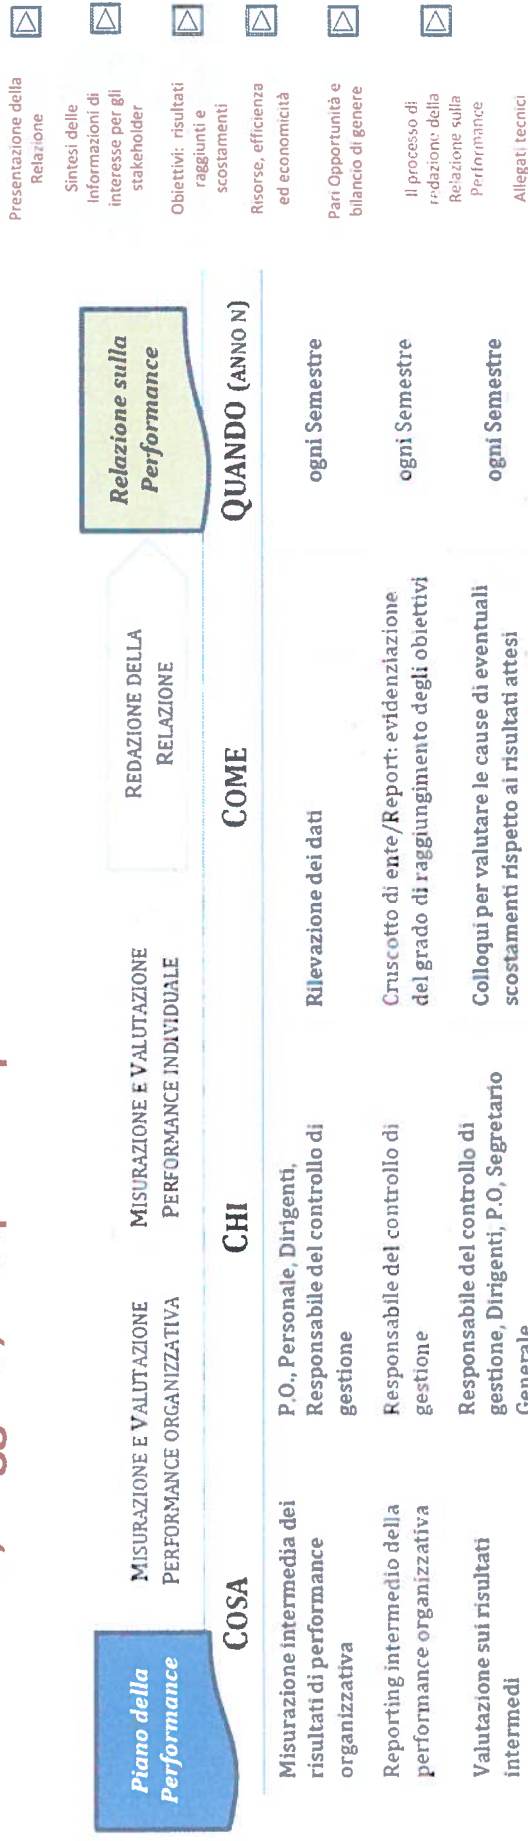 Piano della
Performance
MISURAZIONE E VALUTAZIONE
PERFORMANCE ORGANIZZATIVA
MISURAZIONE E VALUTAZIONE
PERFORMANCE INDIVIDUALE
REDAZIONE DELLA
RELAZIONE
Relazione sulla
Performance
COSA
CHI
COME
QUANDO (ANNO N)
Misurazione intermedia dei
risultati di performance
organizzativa
P.O., Personale, Dirigenti,
Responsabile del controllo di
gestione
Rilevazione dei dati
ogni Semestre
Reporting intermedio della
performance organizzativa
Responsabile del controllo di
gestione
Cruscotto di ente/Report: evidenziazione
del grado di raggiungimento degli obiettivi
ogni Semestre
Valutazione sui risultati
intermedi
Responsabile del controllo di
gestione, Dirigenti, P.O, Segretario
Generale
Colloqui per valutare le cause di eventuali
scostamenti rispetto ai risultati attesi
ogni Semestre
Presentazione della
Relazione
Sintesi delle
Informazioni di
interesse per gli
stakeholder
Obiettivi: risultati
raggiunti e
scostamenti
Risorse, efficienza
ed economicità
Pari Opportunità e
bilancio di genere
Il processo di
redazione della
Relazione sulla
Performance
Allegati tecnici